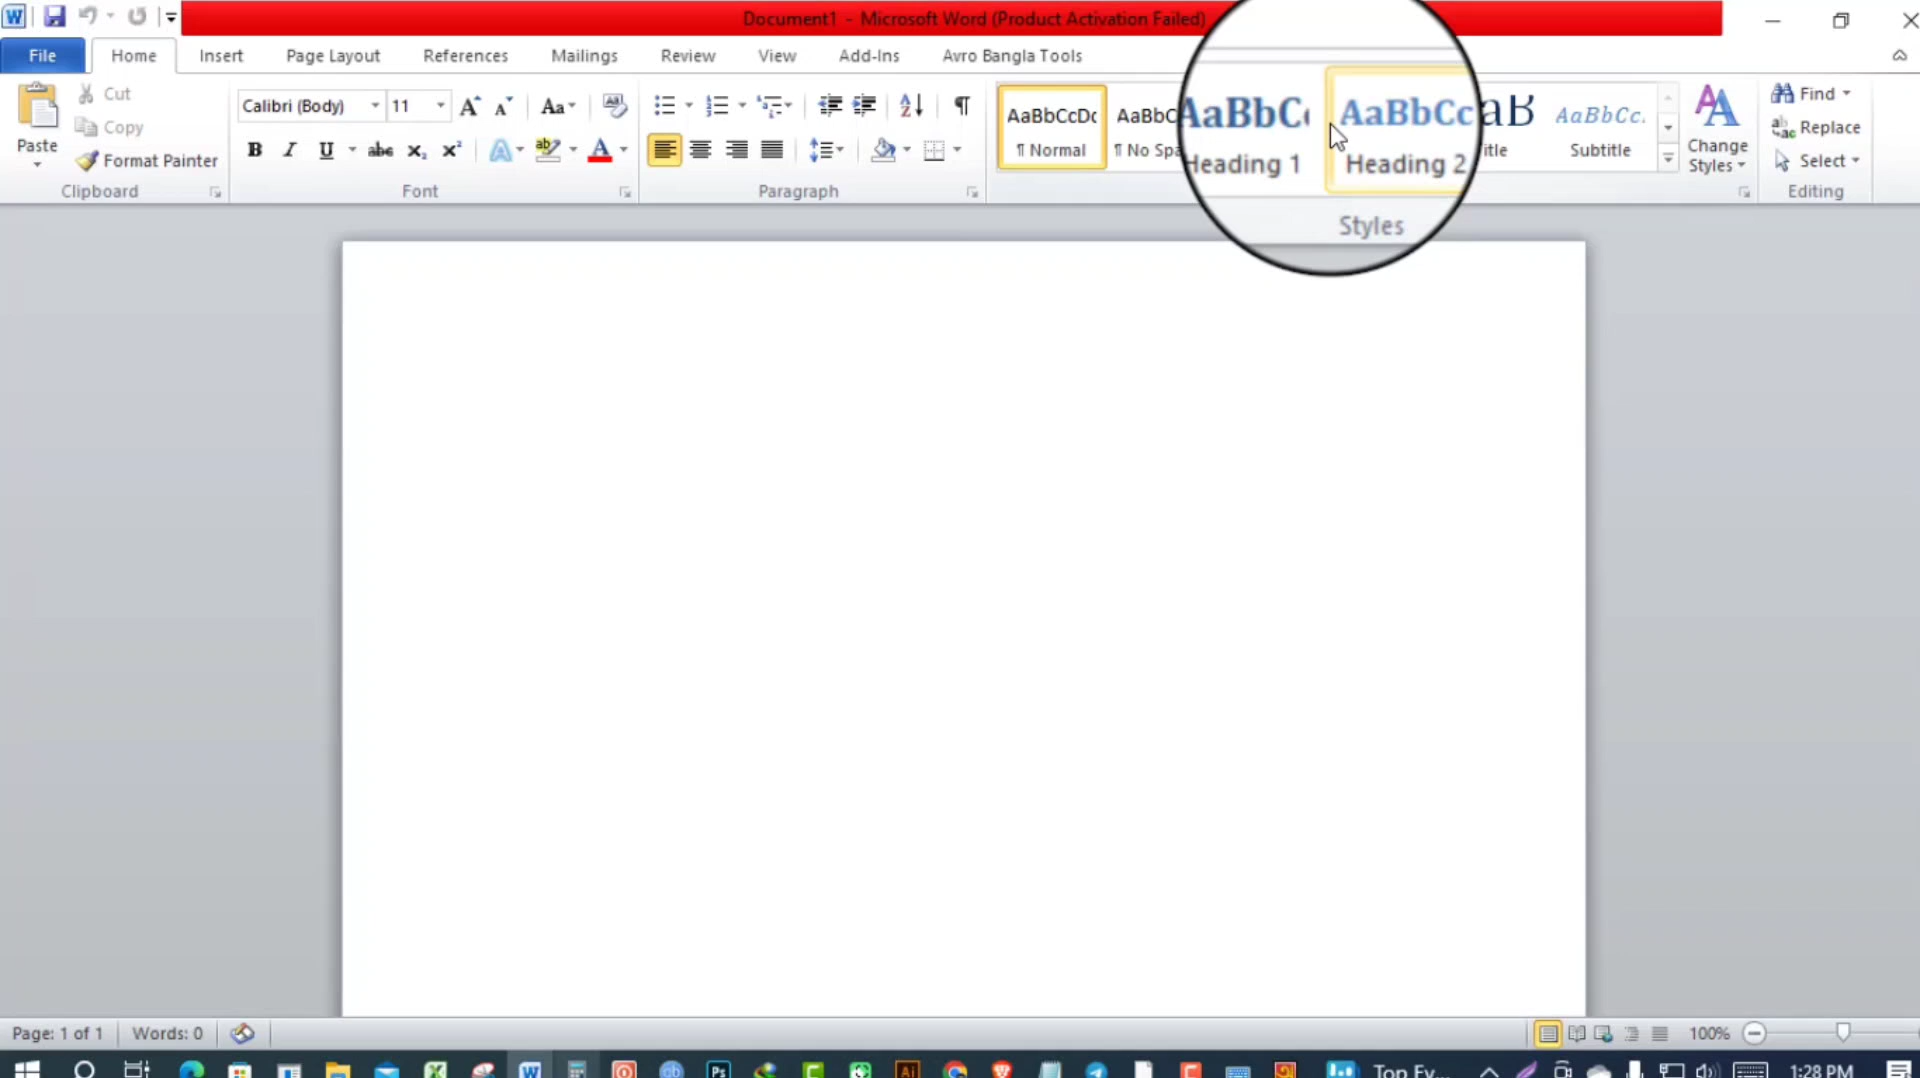 Document1 - Microsoft Word (Product Activation Failed)
File Home Insert Page Layout References Mailings Review View Add-Ins Avro Bangla Tools
Paste
Cut
Copy
Format Painter
Clipboard
Calibri (Body) 11
Font
Paragraph
AaBbCcDc
¶ Normal
AaBbC
¶ No Spa
AaBbC
Heading 1
AaBbCc
Heading 2
aB
itle
AaBbCc.
Subtitle
Styles
Change
Styles
Find
Replace
Select
Editing
Page: 1 of 1 Words: 0 100%
Top Ev... 1:28 PM